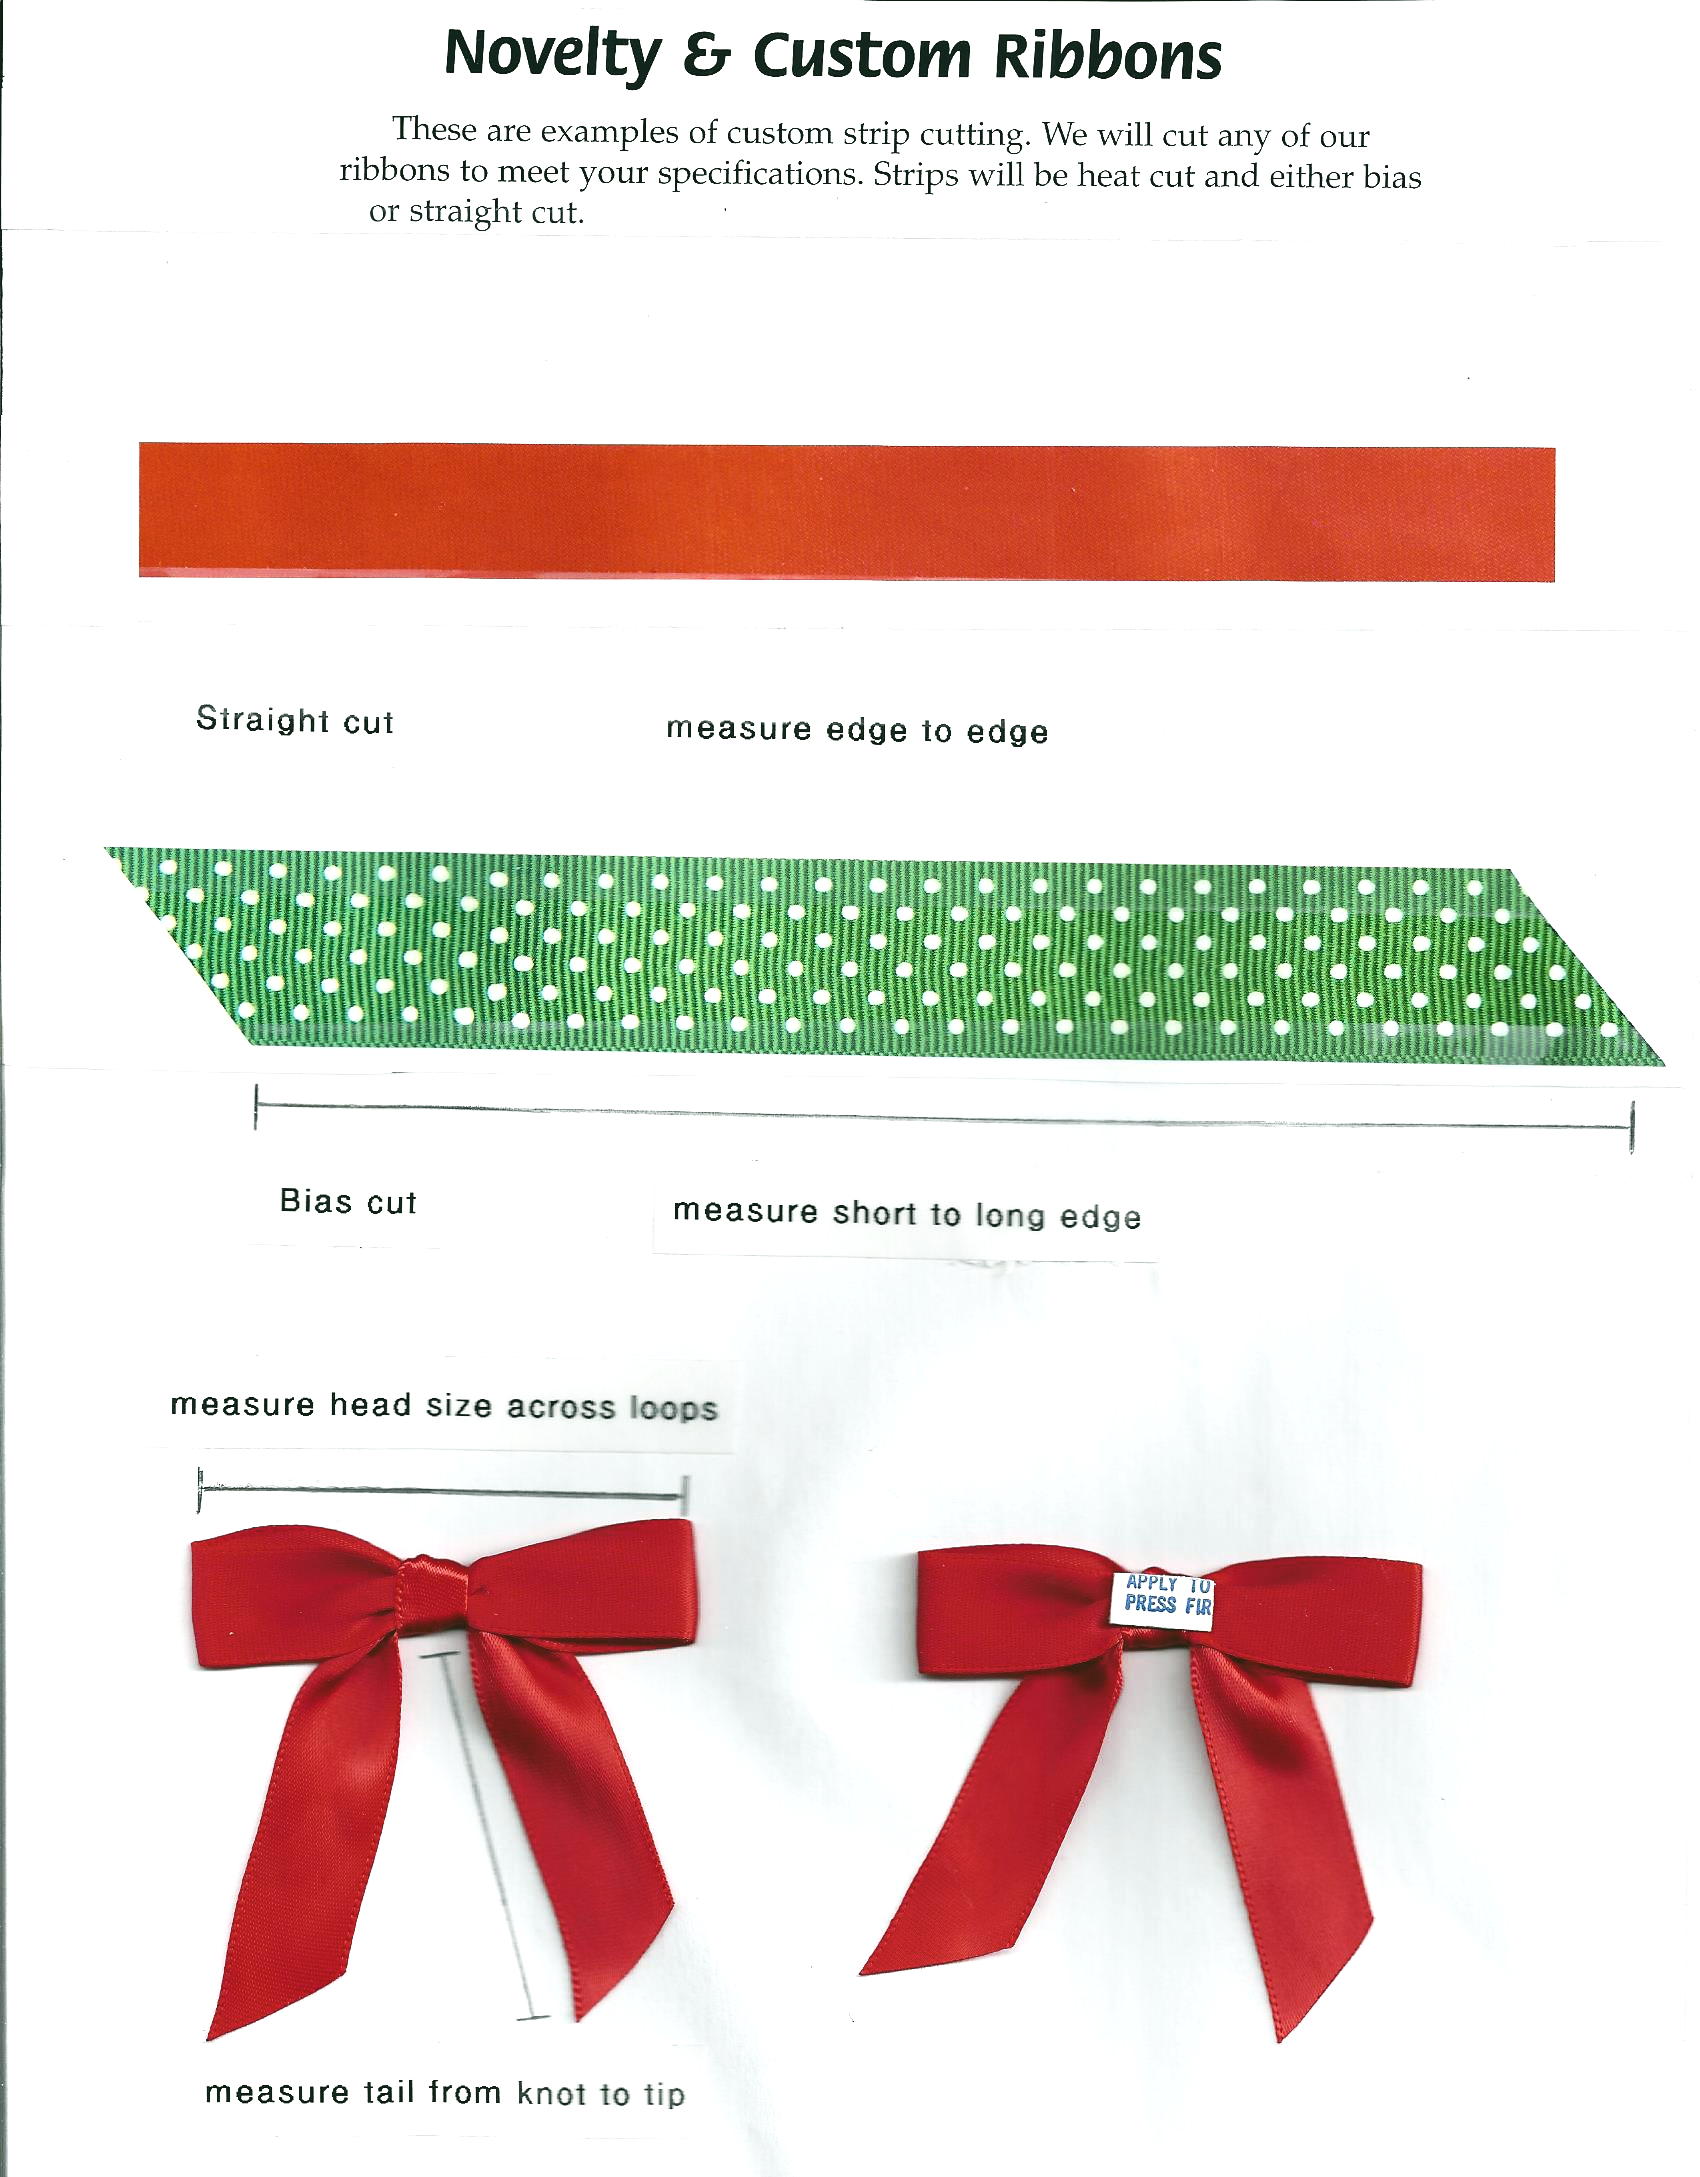 Novelty & Custom Ribbons
These are examples of custom strip cutting. We will cut any of our
ribbons to meet your specifications. Strips will be heat cut and either bias
or straight cut.
Straight cut measure edge to edge
Bias cut measure short to long edge
measure head size across loops
APPLY TO
PRESS FIR
measure tail from knot to tip